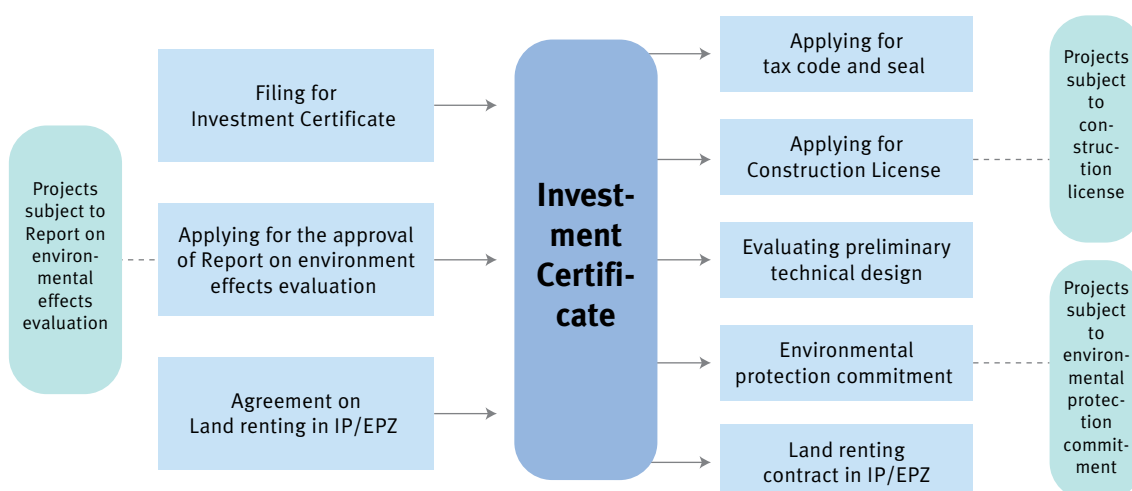 Projects
subject to
Report on
environ-
mental
effects
evaluation
Filing for
Investment Certificate
Applying for the approval
of Report on environment
effects evaluation
Agreement on
Land renting in IP/EPZ
Invest-
ment
Certifi-
cate
Applying for
tax code and seal
Applying for
Construction License
Evaluating preliminary
technical design
Environmental
protection commitment
Land renting
contract in IP/EPZ
Projects
subject
to
con-
struc-
tion
license
Projects
subject
to
environ-
mental
protec-
tion
commit-
ment